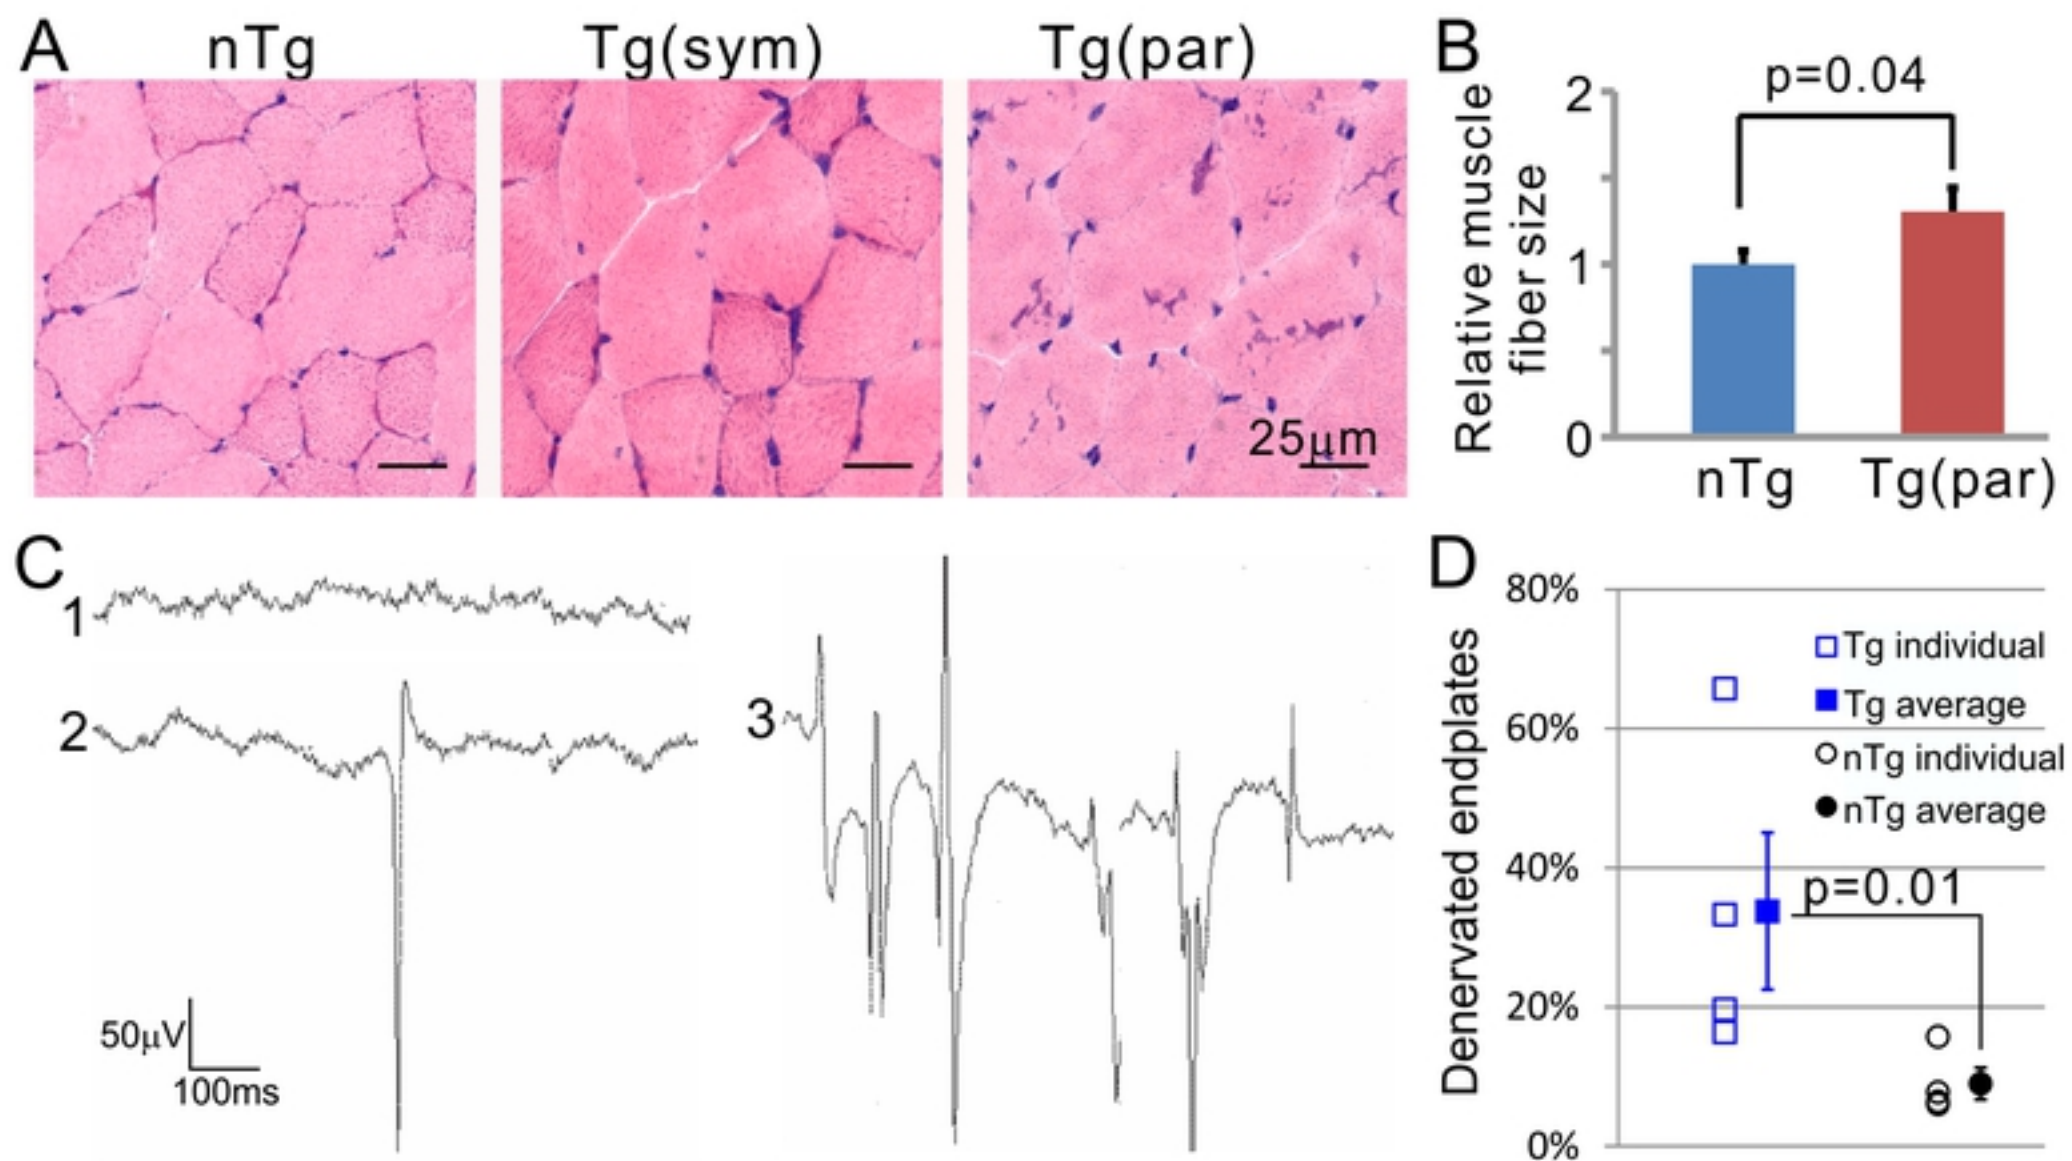 A
nTg
Tg(sym)
Tg(par)
25μm
B
Relative muscle
fiber size
2
1
0
p=0.04
nTg
Tg(par)
C
1
2
3
50μV
100ms
D
Denervated endplates
80%
60%
40%
20%
0%
Tg individual
Tg average
nTg individual
nTg average
p=0.01